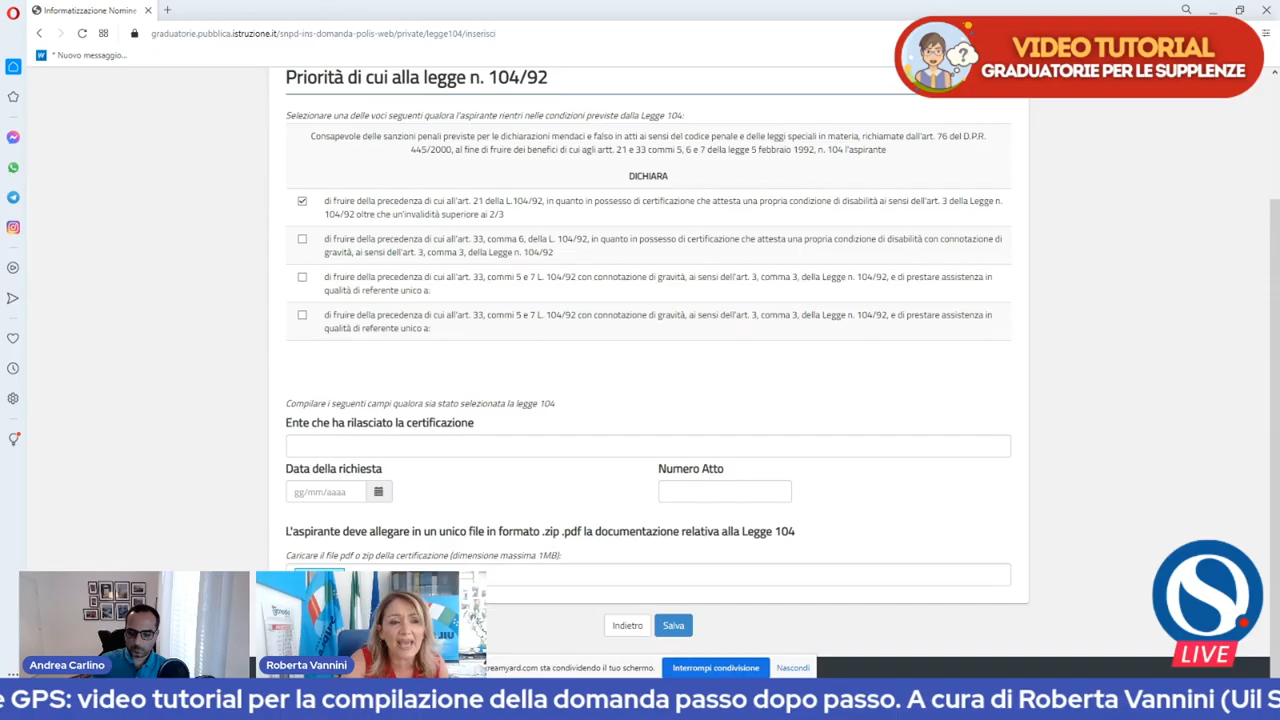 Informatizzazione Nomine
graduatorie.pubblica.istruzione.it/snpd-ins-domanda-polis-web/private/legge104/inserisci
* Nuovo messaggio...
VIDEO TUTORIAL
GRADUATORIE PER LE SUPPLENZE
Priorità di cui alla legge n. 104/92
Selezionare una delle voci seguenti qualora l'aspirante rientri nelle condizioni previste dalla Legge 104:
Consapevole delle sanzioni penali previste per le dichiarazioni mendaci e falso in atti ai sensi del codice penale e delle leggi speciali in materia, richiamate dall'art. 76 del D.P.R.
445/2000, al fine di fruire dei benefici di cui agli artt. 21 e 33 commi 5, 6 e 7 della legge 5 febbraio 1992, n. 104 l'aspirante
DICHIARA
di fruire della precedenza di cui all'art. 21 della L.104/92, in quanto in possesso di certificazione che attesta una propria condizione di disabilità ai sensi dell'art. 3 della Legge n.
104/92 oltre che un'invalidità superiore ai 2/3
di fruire della precedenza di cui all'art. 33, comma 6, della L. 104/92, in quanto in possesso di certificazione che attesta una propria condizione di disabilità con connotazione di
gravità, ai sensi dell'art. 3, comma 3, della Legge n. 104/92
di fruire della precedenza di cui all'art. 33, commi 5 e 7 L. 104/92 con connotazione di gravità, ai sensi dell'art. 3, comma 3, della Legge n. 104/92, e di prestare assistenza in
qualità di referente unico a:
di fruire della precedenza di cui all'art. 33, commi 5 e 7 L. 104/92 con connotazione di gravità, ai sensi dell'art. 3, comma 3, della Legge n. 104/92, e di prestare assistenza in
qualità di referente unico a:
Compilare i seguenti campi qualora sia stato selezionata la legge 104
Ente che ha rilasciato la certificazione
Data della richiesta
Numero Atto
gg/mm/aaaa
L'aspirante deve allegare in un unico file in formato .zip .pdf la documentazione relativa alla Legge 104
Caricare il file pdf o zip della certificazione (dimensione massima 1MB):
Indietro
Salva
Andrea Carlino
Roberta Vannini
reamyard.com sta condividendo il tuo schermo.
Interrompi condivisione
Nascondi
S
LIVE
e GPS: video tutorial per la compilazione della domanda passo dopo passo. A cura di Roberta Vannini (Uil S